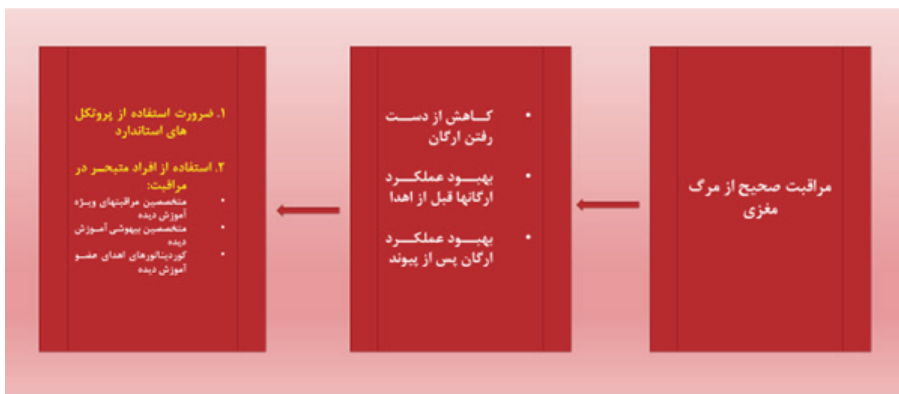 مراقبت صحیح از مرگ
مغزی
• کاهش از دست
رفتن ارگان
• بهبود عملکرد
ارگانها قبل از اهدا
• بهبود عملکرد
ارگان پس از پیوند
۱. ضرورت استفاده از پروتکل
های استاندارد
۲. استفاده از افراد متبحر در
مراقبت:
• متخصصین مراقبتهای ویژه
آموزش دیده
• متخصصین بیهوشی آموزش
دیده
• کوردیناتورهای اهدای عضو
آموزش دیده